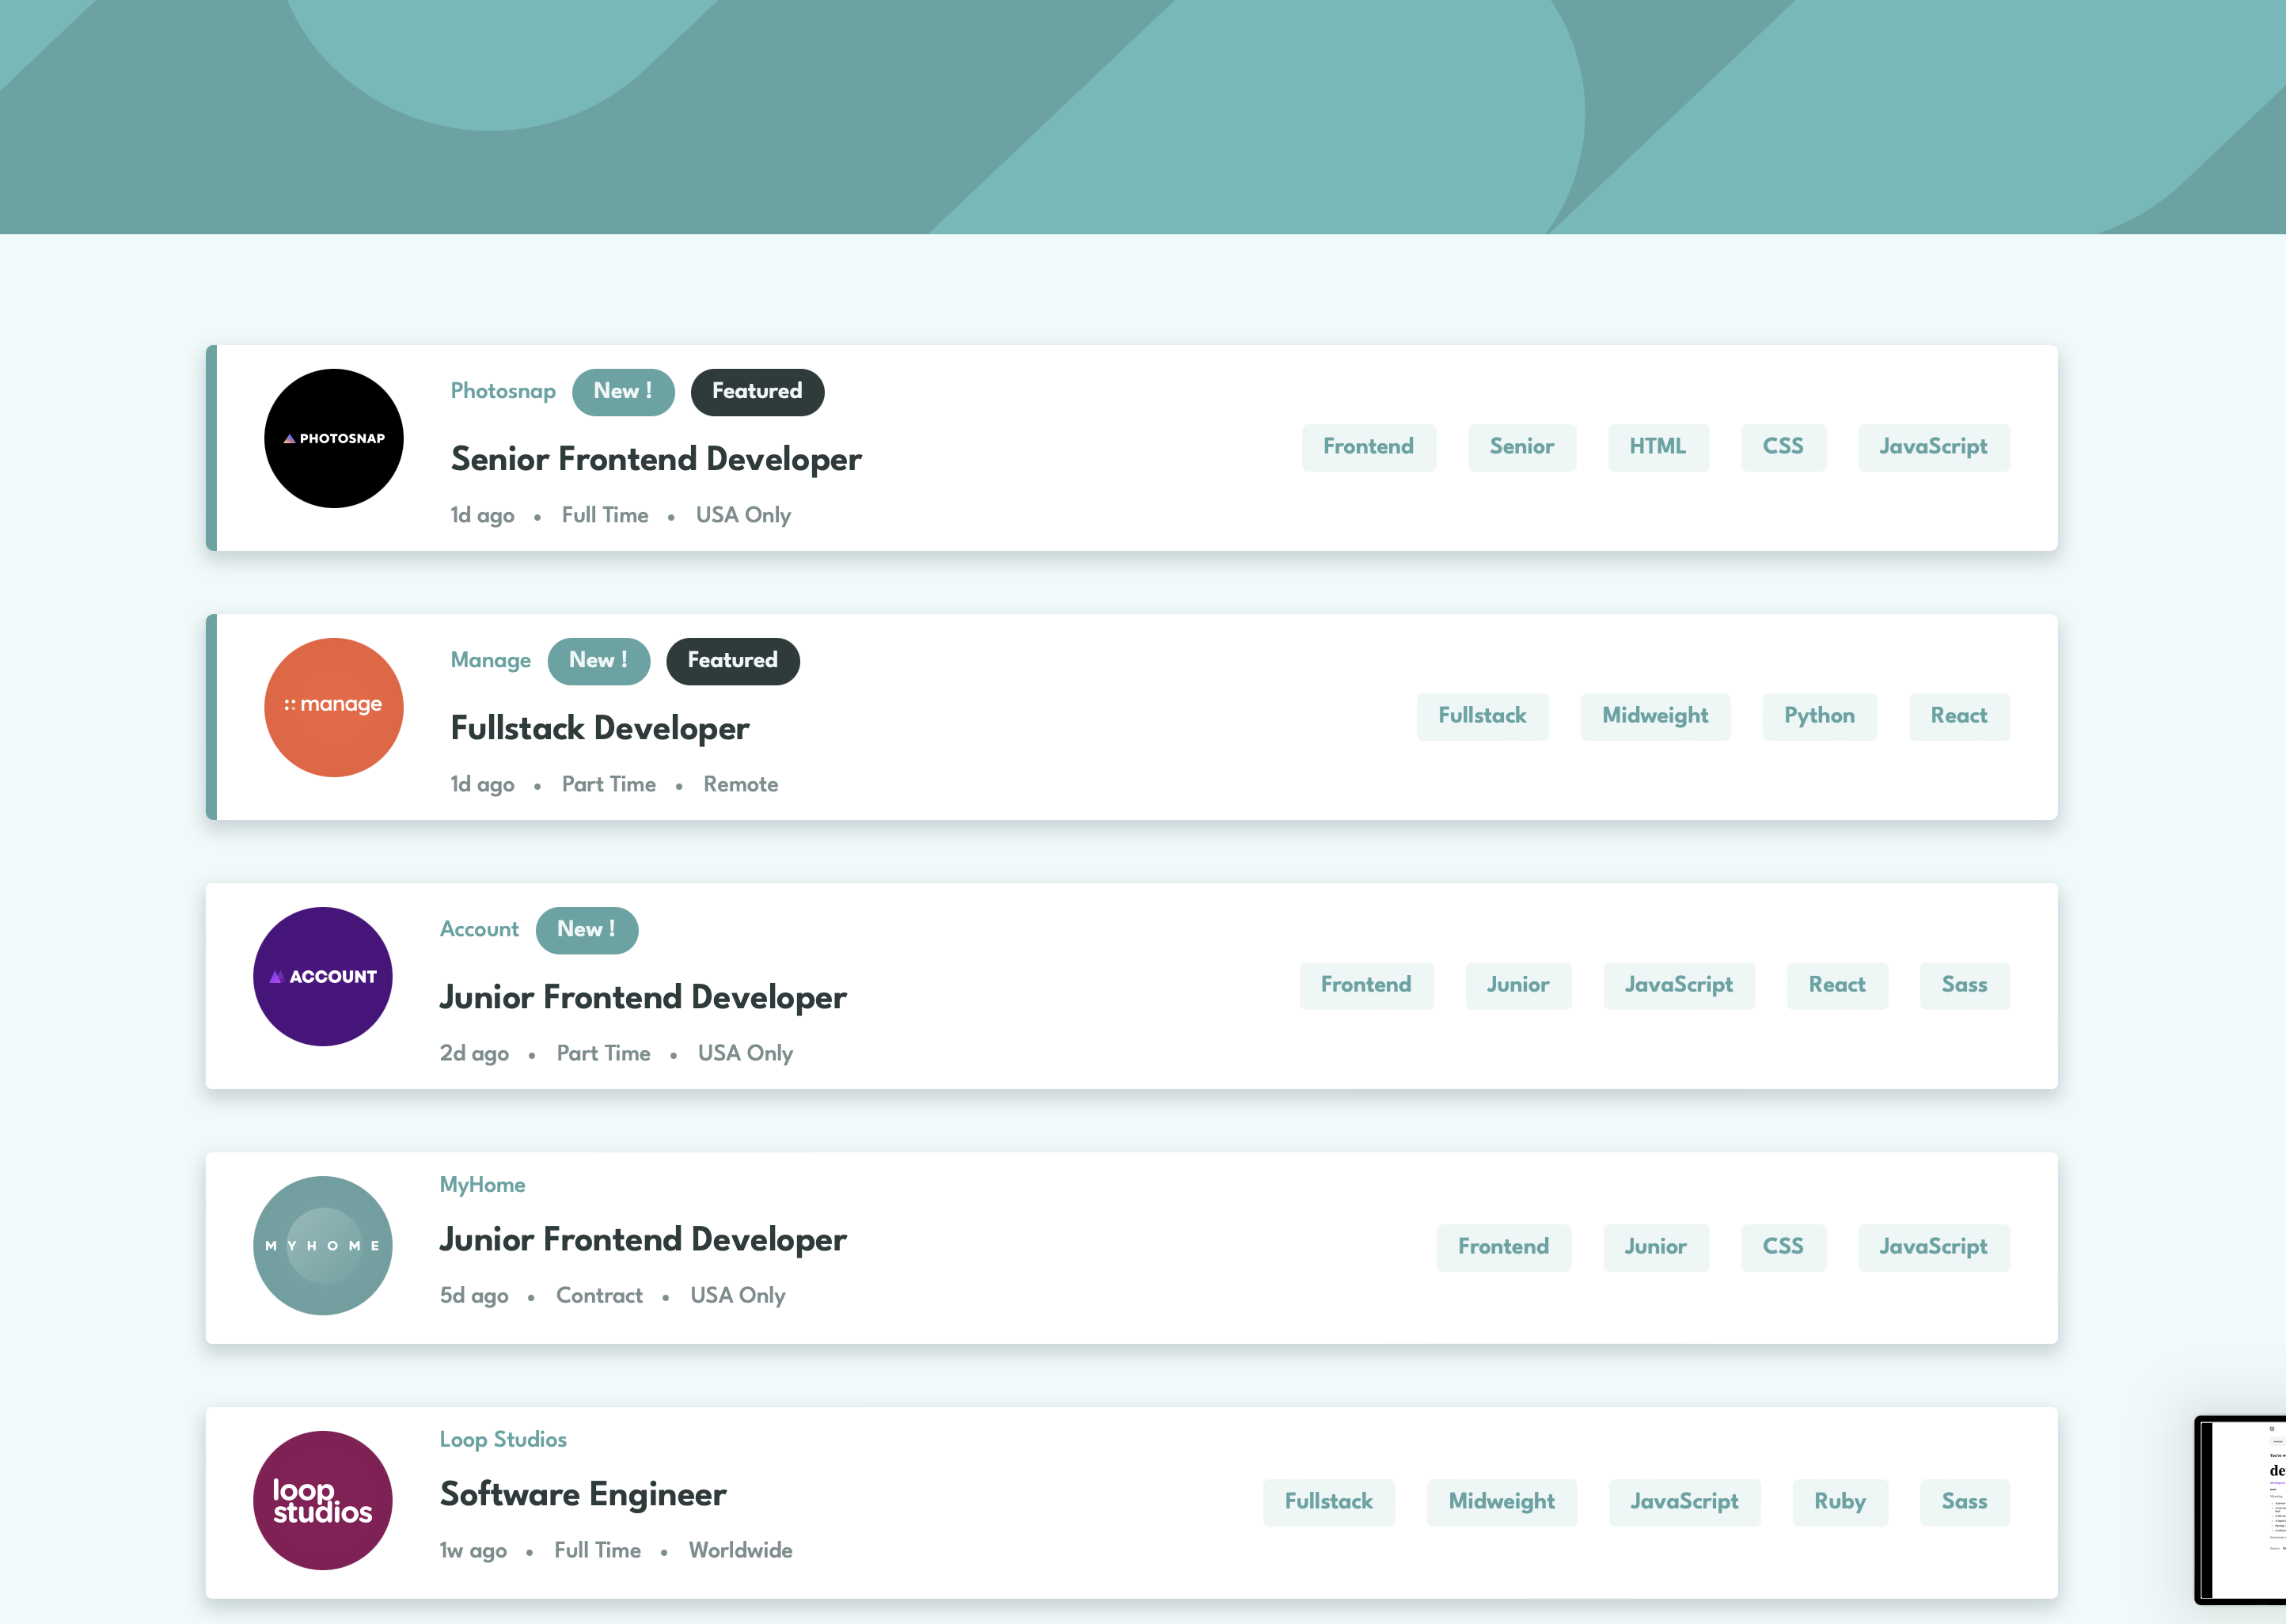 Photosnap New ! Featured
PHOTOSNAP
Senior Frontend Developer
Frontend Senior HTML CSS JavaScript
1d ago • Full Time • USA Only
Manage New ! Featured
manage
Fullstack Developer
Fullstack Midweight Python React
1d ago • Part Time • Remote
Account New !
ACCOUNT
Junior Frontend Developer
Frontend Junior JavaScript React Sass
2d ago • Part Time • USA Only
MyHome
MYHOME
Junior Frontend Developer
Frontend Junior CSS JavaScript
5d ago • Contract • USA Only
Loop Studios
loop
studios
Software Engineer
Fullstack Midweight JavaScript Ruby Sass
1w ago • Full Time • Worldwide
de